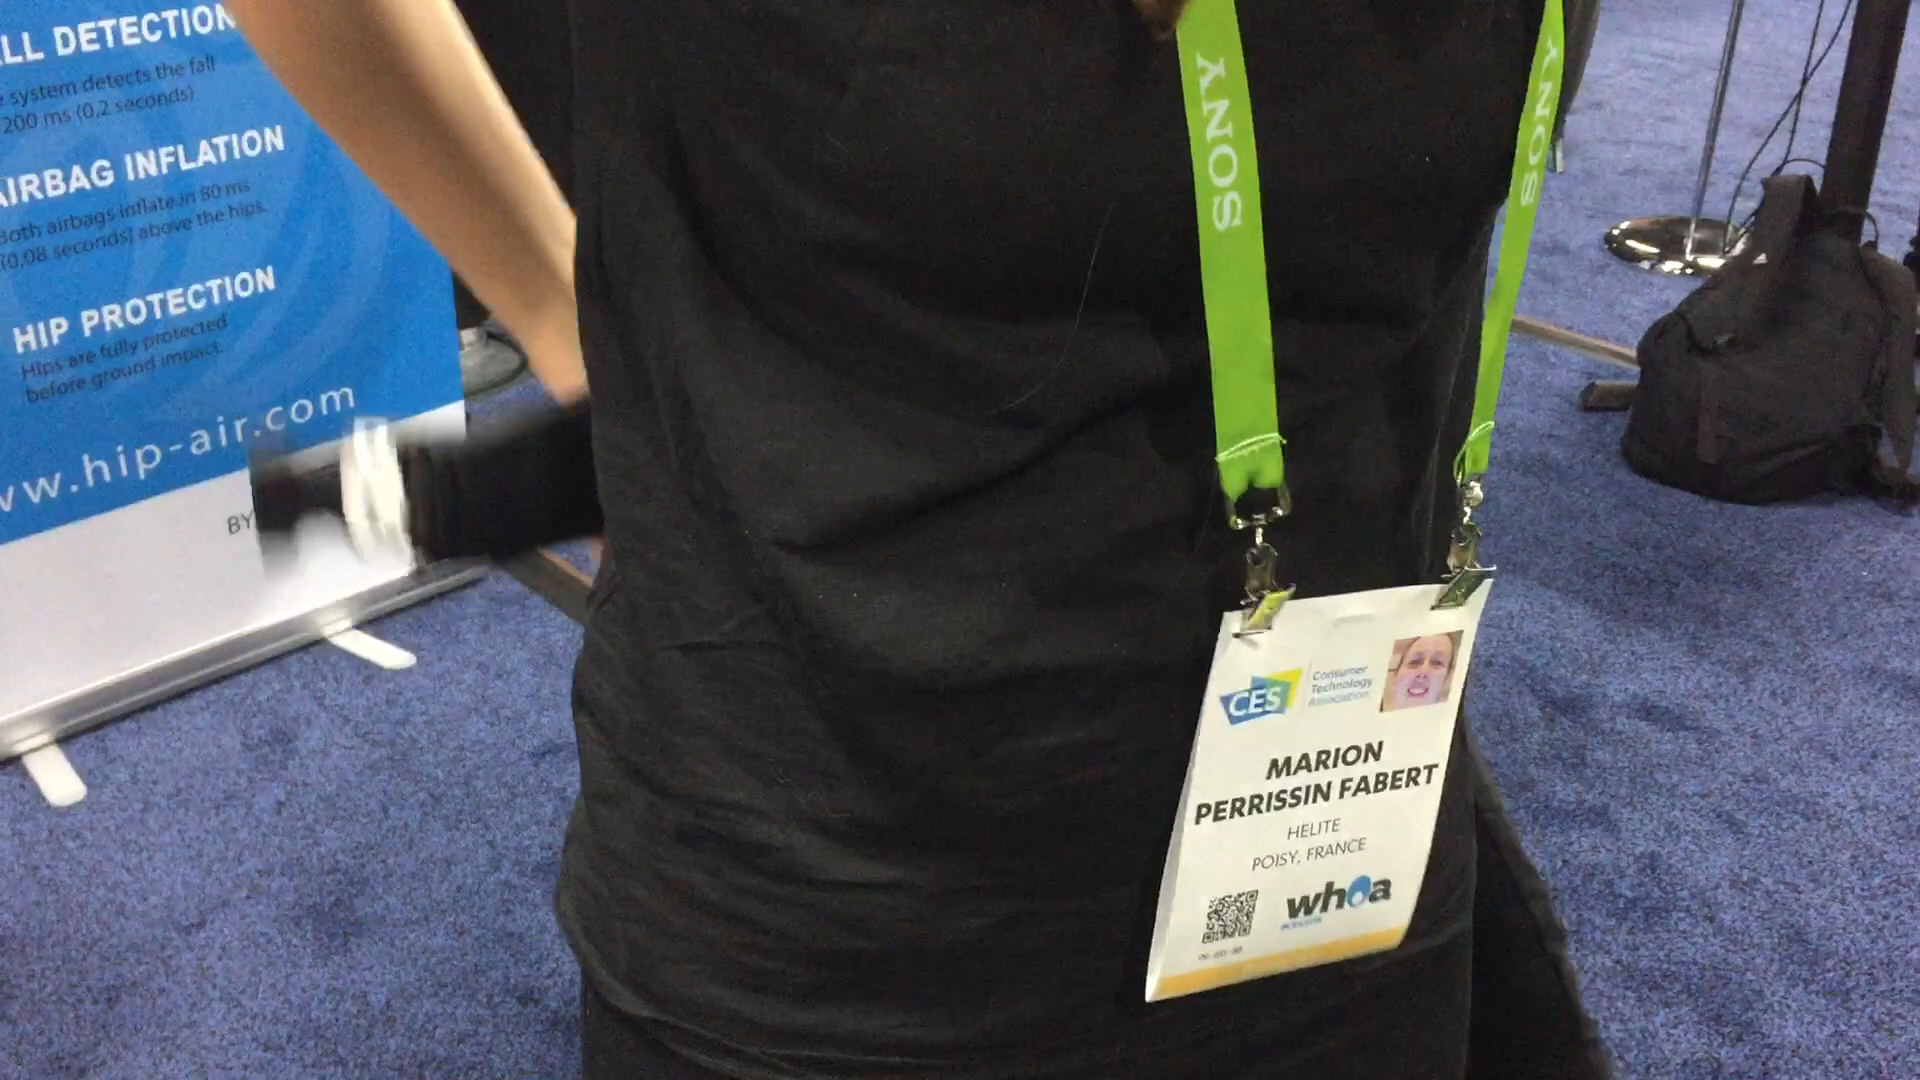 LL DETECTION
system detects the fall
200 ms (0,2 seconds)
AIRBAG INFLATION
Both airbags inflate in 80 ms
(0,08 seconds) above the hips.
HIP PROTECTION
Hips are fully protected
before ground impact.
ww.hip-air.com
BY
SONY
SONY
CES
Consumer
Technology
Association
MARION
PERRISSIN FABERT
HELITE
POISY, FRANCE
whoa